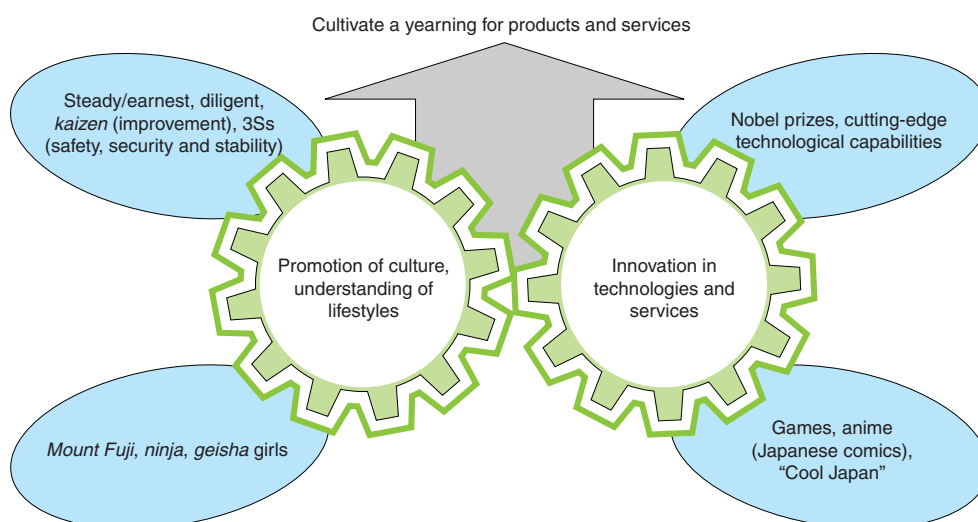 Cultivate a yearning for products and services
Steady/earnest, diligent,
kaizen (improvement), 3Ss
(safety, security and stability)
Nobel prizes, cutting-edge
technological capabilities
Promotion of culture,
understanding of
lifestyles
Innovation in
technologies and
services
Mount Fuji, ninja, geisha girls
Games, anime
(Japanese comics),
“Cool Japan”